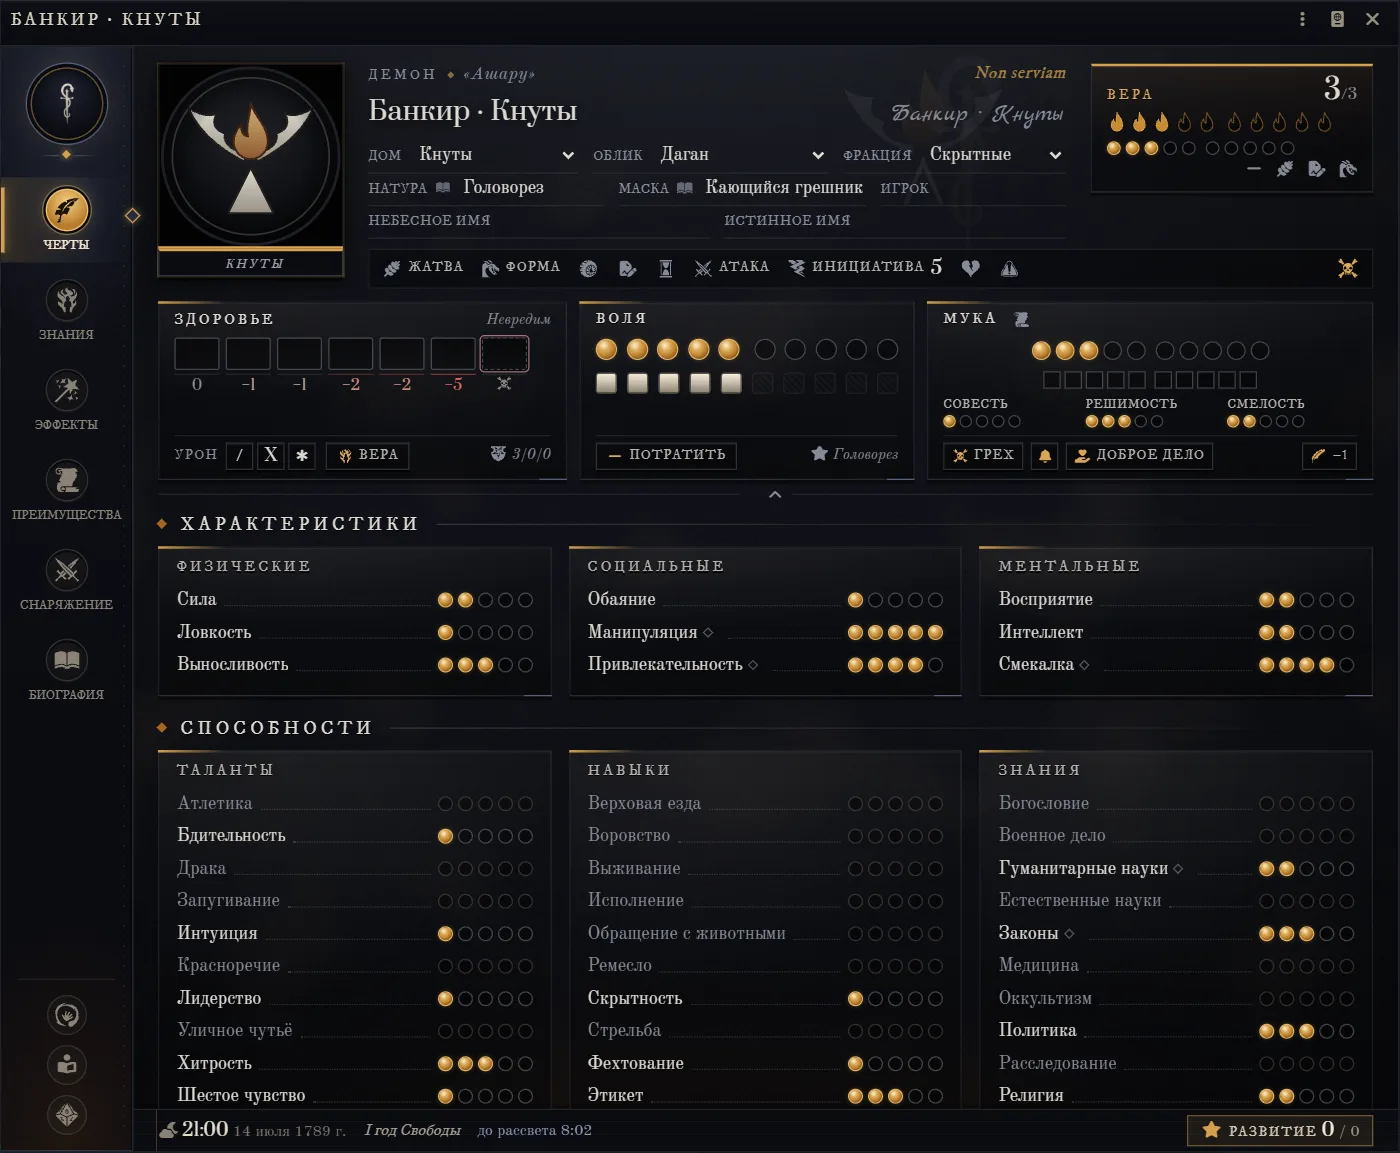 БАНКИР · КНУТЫ
ДЕМОН ◆ «Ашару»
Non serviam
Банкир · Кнуты
Банкир · Кнуты
ВЕРА 3/3
ДОМ Кнуты ОБЛИК Даган ФРАКЦИЯ Скрытные
НАТУРА Головорез МАСКА Кающийся грешник ИГРОК
НЕБЕСНОЕ ИМЯ ИСТИННОЕ ИМЯ
КНУТЫ
ЖАТВА ФОРМА АТАКА ИНИЦИАТИВА 5
ЧЕРТЫ
ЗНАНИЯ
ЭФФЕКТЫ
ПРЕИМУЩЕСТВА
СНАРЯЖЕНИЕ
БИОГРАФИЯ
ЗДОРОВЬЕ Невредим
0 −1 −1 −2 −2 −5
УРОН / X ✱ ВЕРА 3/0/0
ВОЛЯ
— ПОТРАТИТЬ Головорез
МУКА
СОВЕСТЬ РЕШИМОСТЬ СМЕЛОСТЬ
ГРЕХ ДОБРОЕ ДЕЛО −1
ХАРАКТЕРИСТИКИ
ФИЗИЧЕСКИЕ
Сила
Ловкость
Выносливость
СОЦИАЛЬНЫЕ
Обаяние
Манипуляция ◇
Привлекательность ◇
МЕНТАЛЬНЫЕ
Восприятие
Интеллект
Смекалка ◇
СПОСОБНОСТИ
ТАЛАНТЫ
Атлетика
Бдительность
Драка
Запугивание
Интуиция
Красноречие
Лидерство
Уличное чутьё
Хитрость
Шестое чувство
НАВЫКИ
Верховая езда
Воровство
Выживание
Исполнение
Обращение с животными
Ремесло
Скрытность
Стрельба
Фехтование
Этикет
ЗНАНИЯ
Богословие
Военное дело
Гуманитарные науки ◇
Естественные науки
Законы ◇
Медицина
Оккультизм
Политика
Расследование
Религия
21:00 14 июля 1789 г. I год Свободы до рассвета 8:02
РАЗВИТИЕ 0 / 0